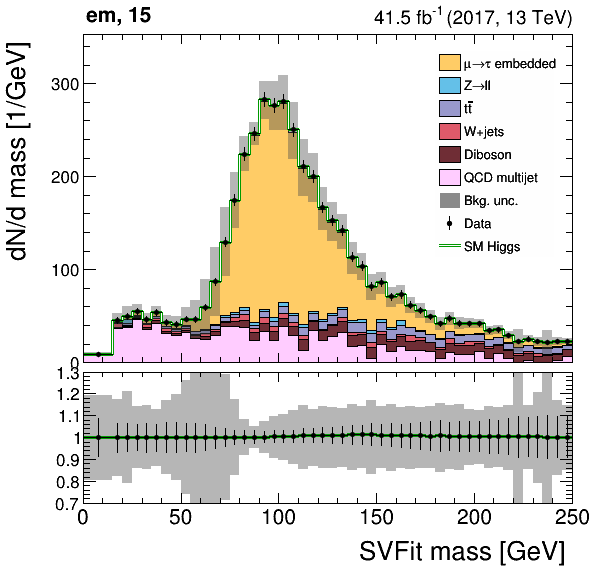 em, 15
41.5 fb⁻¹ (2017, 13 TeV)
dN/d mass [1/GeV]
300
200
100
0
μ→τ embedded
Z→ll
tt̅
W+jets
Diboson
QCD multijet
Bkg. unc.
Data
SM Higgs
1.3
1.2
1.1
1
0.9
0.8
0.7
0 50 100 150 200 250
SVFit mass [GeV]